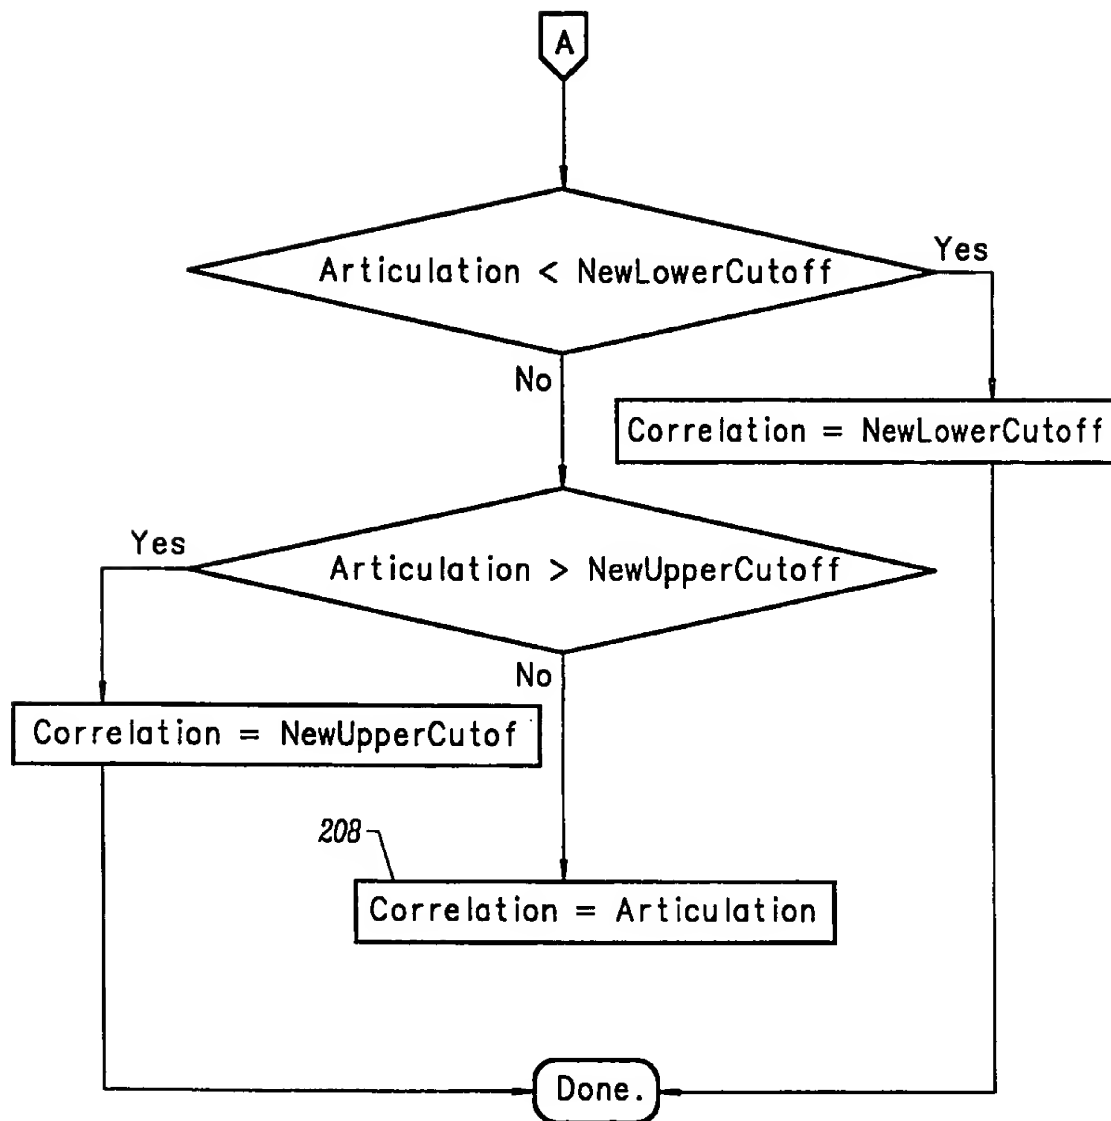 A
Articulation < NewLowerCutoff
Yes
No
Correlation = NewLowerCutoff
Articulation > NewUpperCutoff
Yes
No
Correlation = NewUpperCutof
208
Correlation = Articulation
Done.